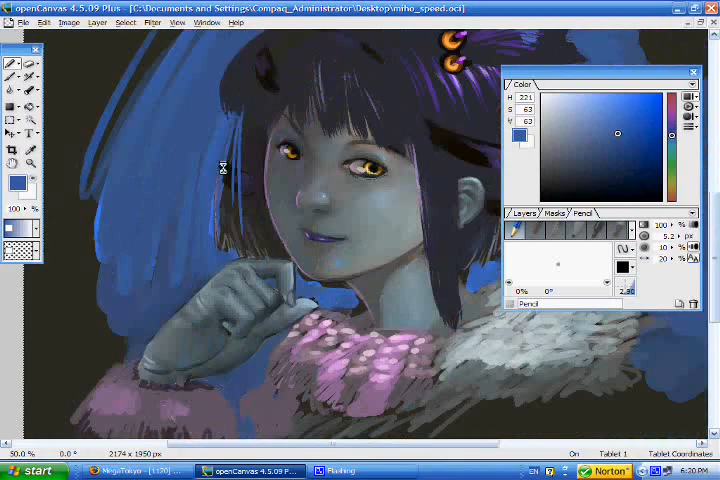 openCanvas 4.5.09 Plus - [C:\Documents and Settings\Compaq_Administrator\Desktop\miho_speed.oci]
File Edit Image Layer Select Filter View Window Help
Color
H 221
S 63
V 63
100 %
Layers Masks Pencil
100 %
5.2 px
10 %
20 %
0% 0°
Pencil
50.0 % 0.0 ° 2174 x 1950 px On Tablet 1 Tablet Coordinates
start MegaTokyo - [1120] ... openCanvas 4.5.09 P... Flashing EN Norton 6:20 PM